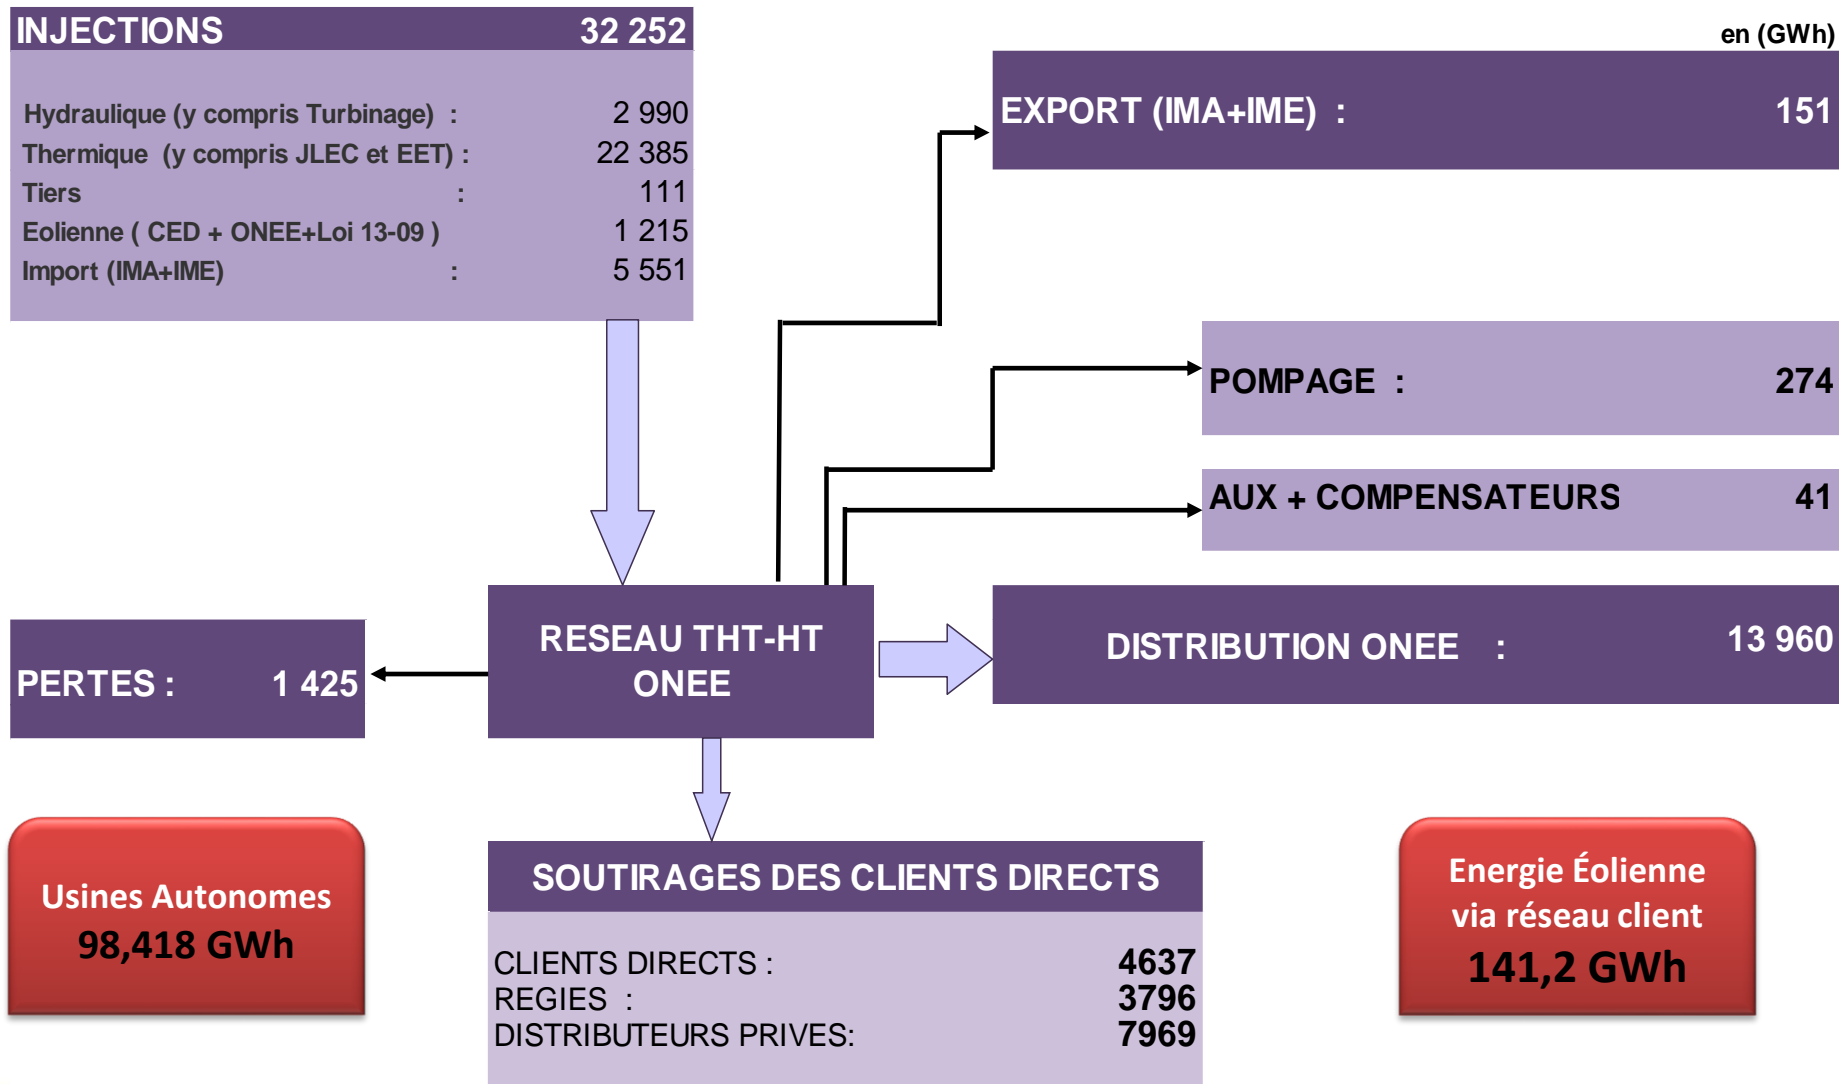 INJECTIONS 32 252
en (GWh)
Hydraulique (y compris Turbinage) : 2 990
Thermique (y compris JLEC et EET) : 22 385
Tiers : 111
Eolienne ( CED + ONEE+Loi 13-09 ) 1 215
Import (IMA+IME) : 5 551
EXPORT (IMA+IME) : 151
POMPAGE : 274
AUX + COMPENSATEURS 41
RESEAU THT-HT
ONEE
DISTRIBUTION ONEE : 13 960
PERTES : 1 425
SOUTIRAGES DES CLIENTS DIRECTS
CLIENTS DIRECTS : 4637
REGIES : 3796
DISTRIBUTEURS PRIVES: 7969
Usines Autonomes
98,418 GWh
Energie Éolienne
via réseau client
141,2 GWh